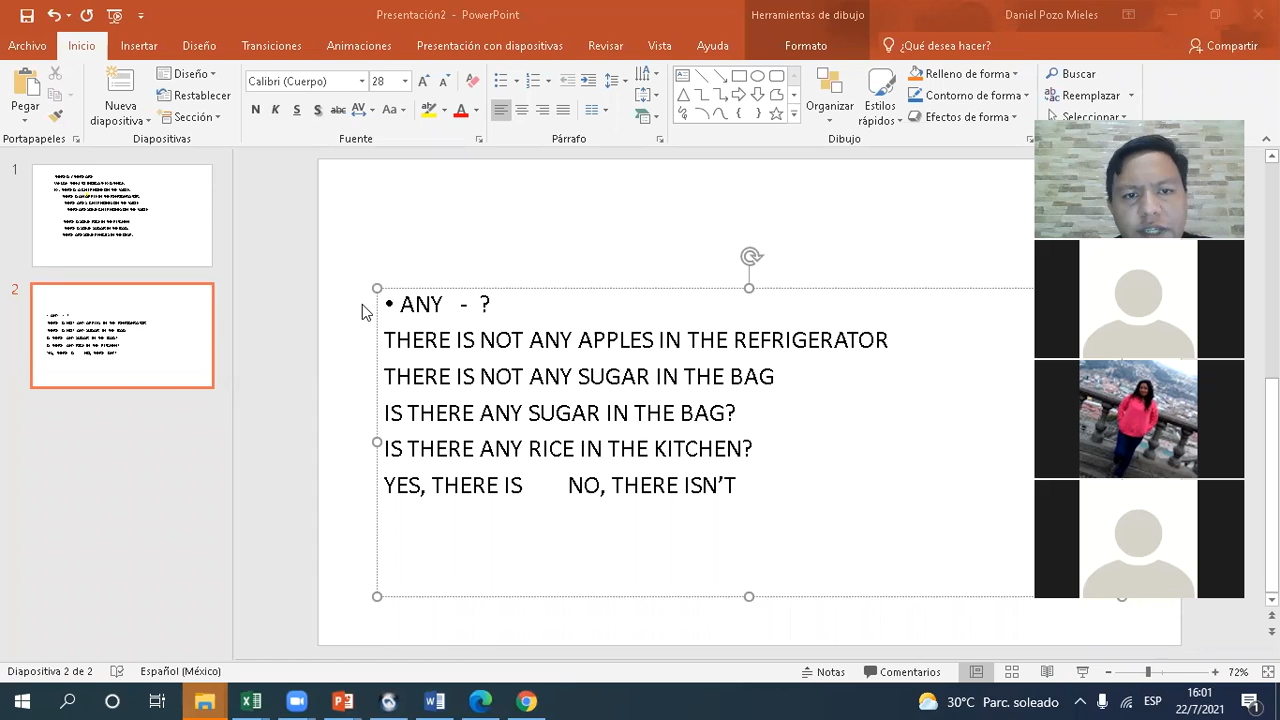 Presentación2 - PowerPoint
Herramientas de dibujo
Daniel Pozo Mieles
Archivo Inicio Insertar Diseño Transiciones Animaciones Presentación con diapositivas Revisar Vista Ayuda Formato ¿Qué desea hacer? Compartir
Pegar
Nueva diapositiva
Diseño
Restablecer
Sección
Calibri (Cuerpo) 28
N K S S abc AV Aa A
Organizar
Estilos rápidos
Relleno de forma
Contorno de forma
Efectos de forma
Buscar
Reemplazar
Seleccionar
Portapapeles Diapositivas Fuente Párrafo Dibujo
1
2
• ANY - ?
THERE IS NOT ANY APPLES IN THE REFRIGERATOR
THERE IS NOT ANY SUGAR IN THE BAG
IS THERE ANY SUGAR IN THE BAG?
IS THERE ANY RICE IN THE KITCHEN?
YES, THERE IS NO, THERE ISN'T
Diapositiva 2 de 2 Español (México) Notas Comentarios 72%
30°C Parc. soleado ESP 16:01
22/7/2021